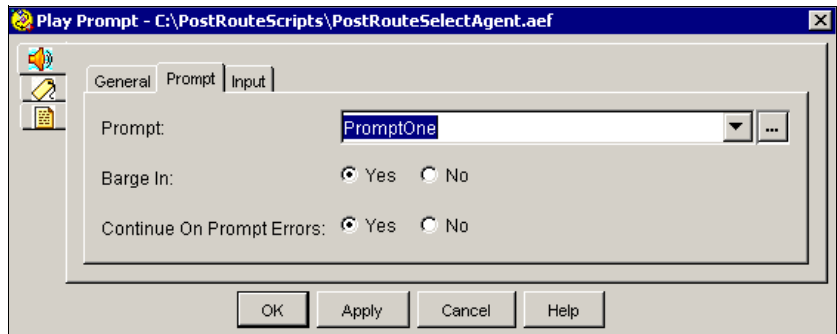 Play Prompt - C:\PostRouteScripts\PostRouteSelectAgent.aef
General Prompt Input
Prompt: PromptOne ...
Barge In: Yes No
Continue On Prompt Errors: Yes No
OK Apply Cancel Help